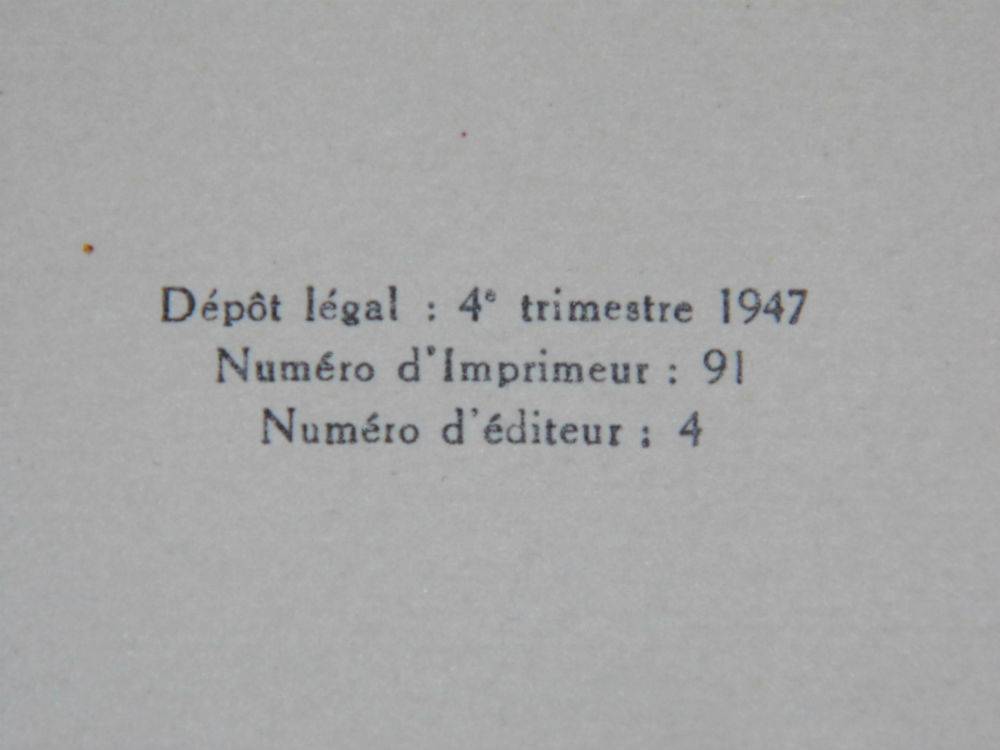 Dépôt légal : 4e trimestre 1947
Numéro d'Imprimeur : 91
Numéro d'éditeur : 4